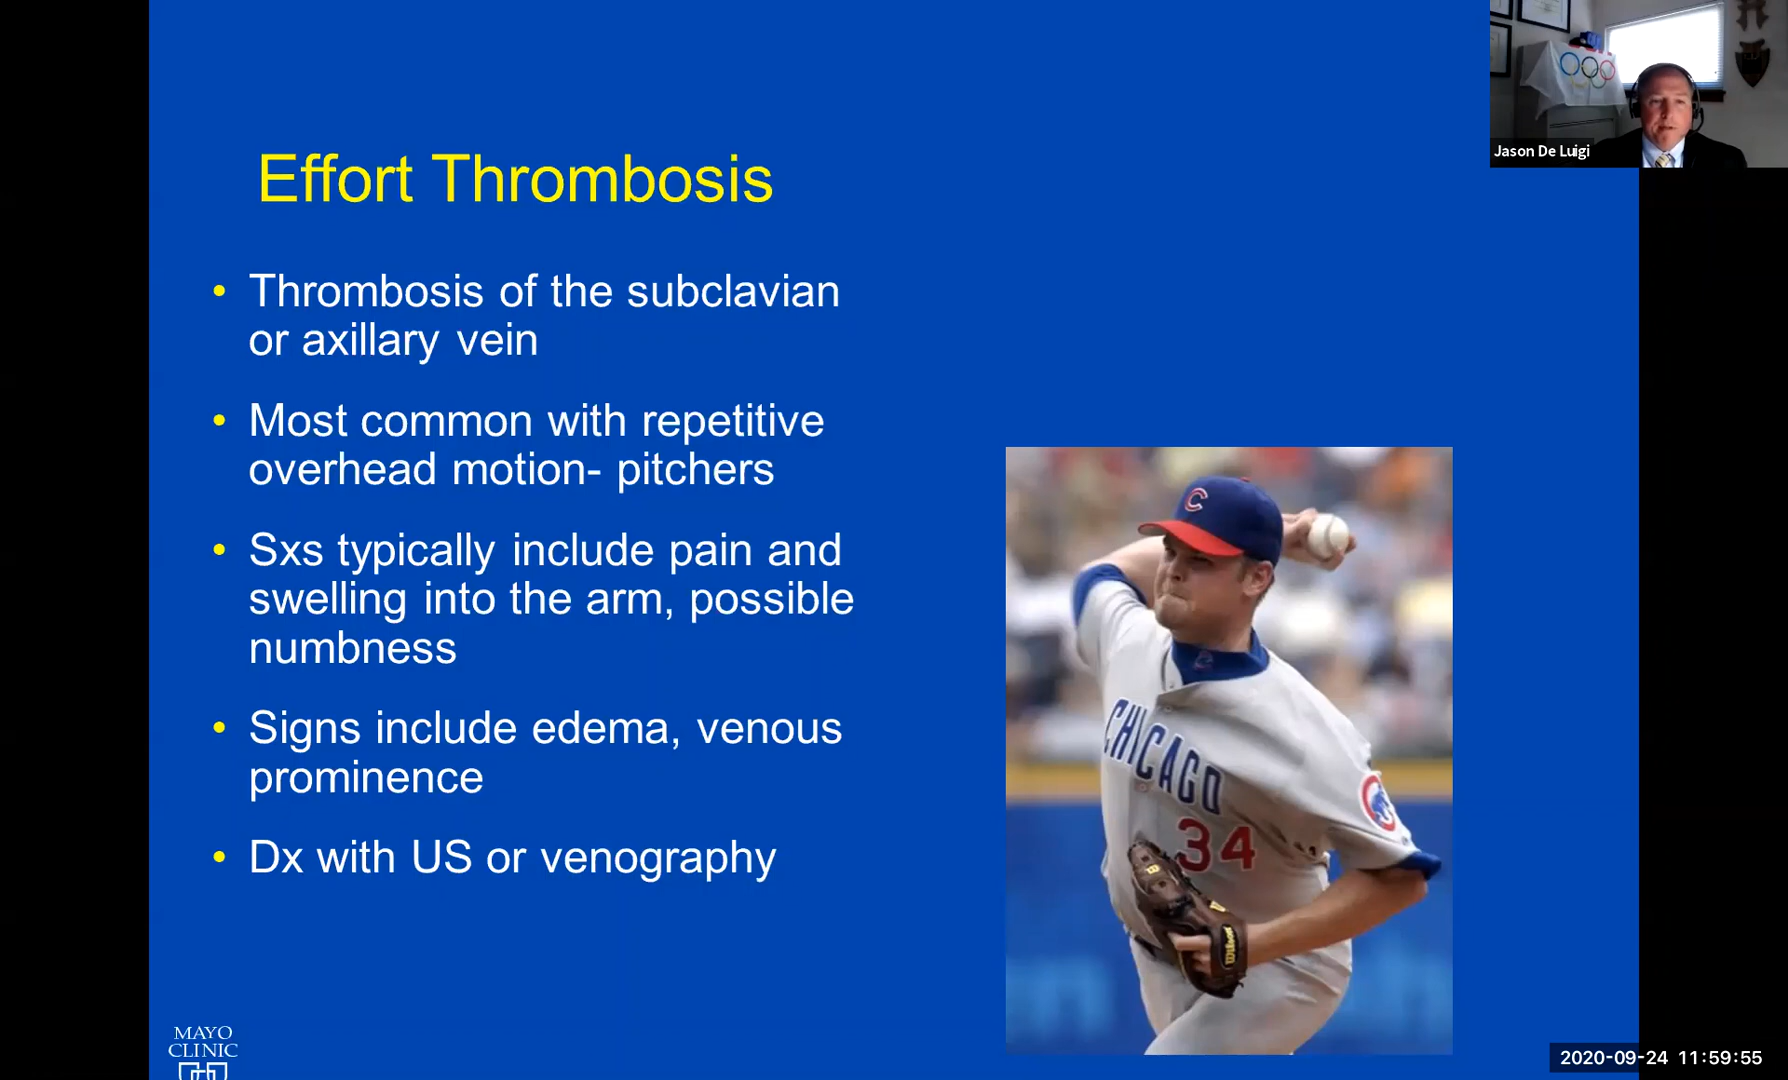 Jason De Luigi
Effort Thrombosis
• Thrombosis of the subclavian
or axillary vein
• Most common with repetitive
overhead motion- pitchers
• Sxs typically include pain and
swelling into the arm, possible
numbness
• Signs include edema, venous
prominence
• Dx with US or venography
C
CHICAGO
34
Wilson
MAYO
CLINIC
2020-09-24 11:59:55